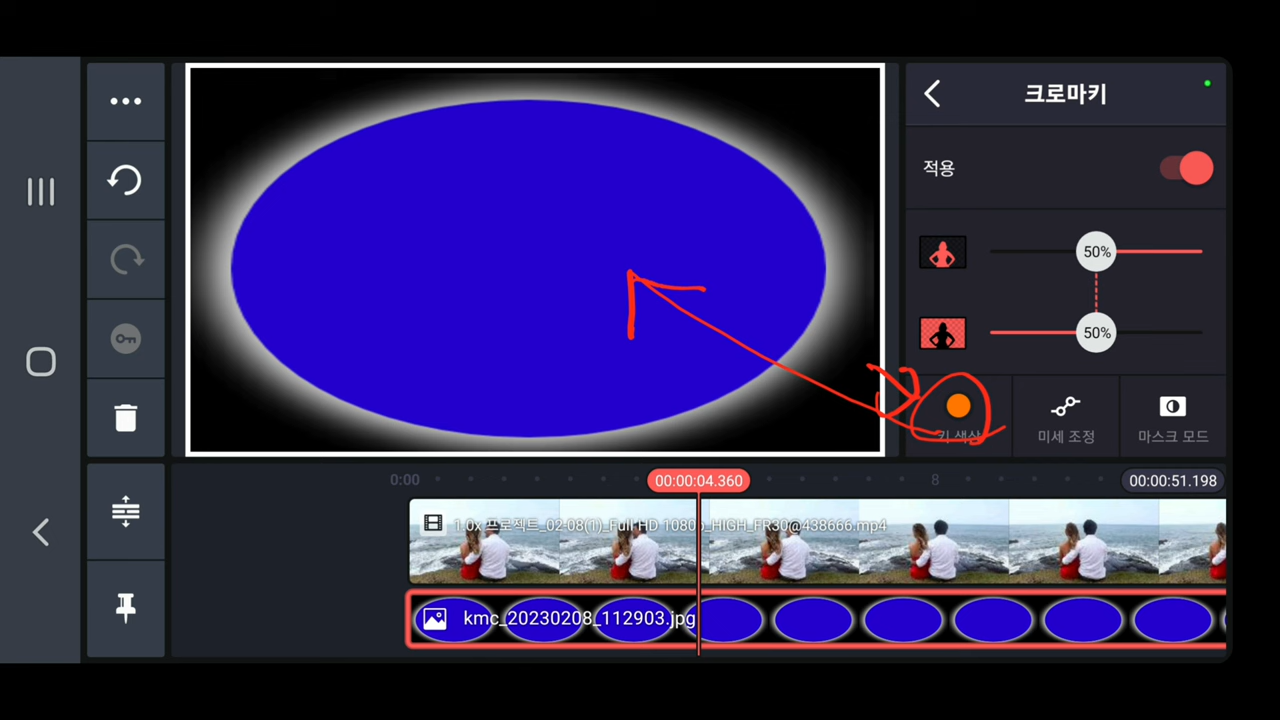 크로마키
적용
50%
50%
키 색상
미세 조정
마스크 모드
0:00
00:00:04.360
8
00:00:51.198
1.0x 프로젝트_02-08(1)_Full HD 1080p_HIGH_FR30@438666.mp4
kmc_20230208_112903.jpg